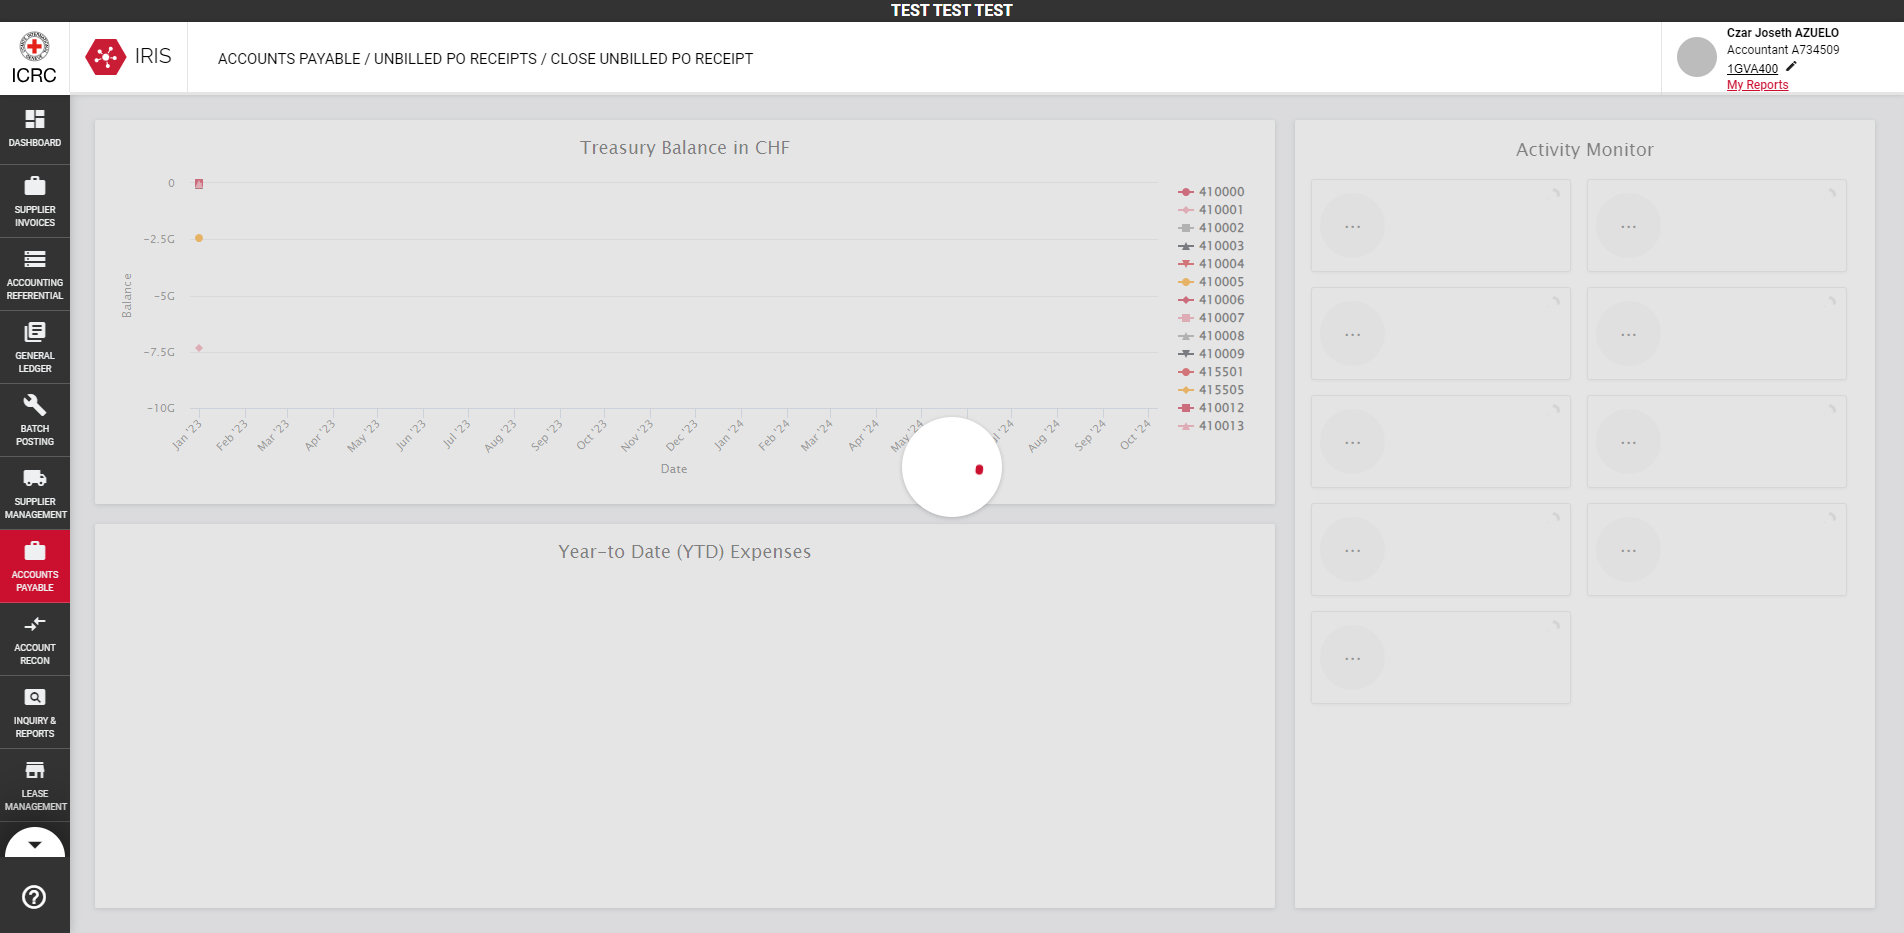 TEST TEST TEST
ICRC
IRIS
ACCOUNTS PAYABLE / UNBILLED PO RECEIPTS / CLOSE UNBILLED PO RECEIPT
Czar Joseth AZUELO
Accountant A734509
1GVA400
My Reports
DASHBOARD
SUPPLIER
INVOICES
ACCOUNTING
REFERENTIAL
GENERAL
LEDGER
BATCH
POSTING
SUPPLIER
MANAGEMENT
ACCOUNTS
PAYABLE
ACCOUNT
RECON
INQUIRY &
REPORTS
LEASE
MANAGEMENT
Treasury Balance in CHF
Balance
0
-2.5G
-5G
-7.5G
-10G
Jan '23
Feb '23
Mar '23
Apr '23
May '23
Jun '23
Jul '23
Aug '23
Sep '23
Oct '23
Nov '23
Dec '23
Jan '24
Feb '24
Mar '24
Apr '24
May '24
Aug '24
Sep '24
Oct '24
Date
410000
410001
410002
410003
410004
410005
410006
410007
410008
410009
415501
415505
410012
410013
Year-to Date (YTD) Expenses
Activity Monitor
...
...
...
...
...
...
...
...
...